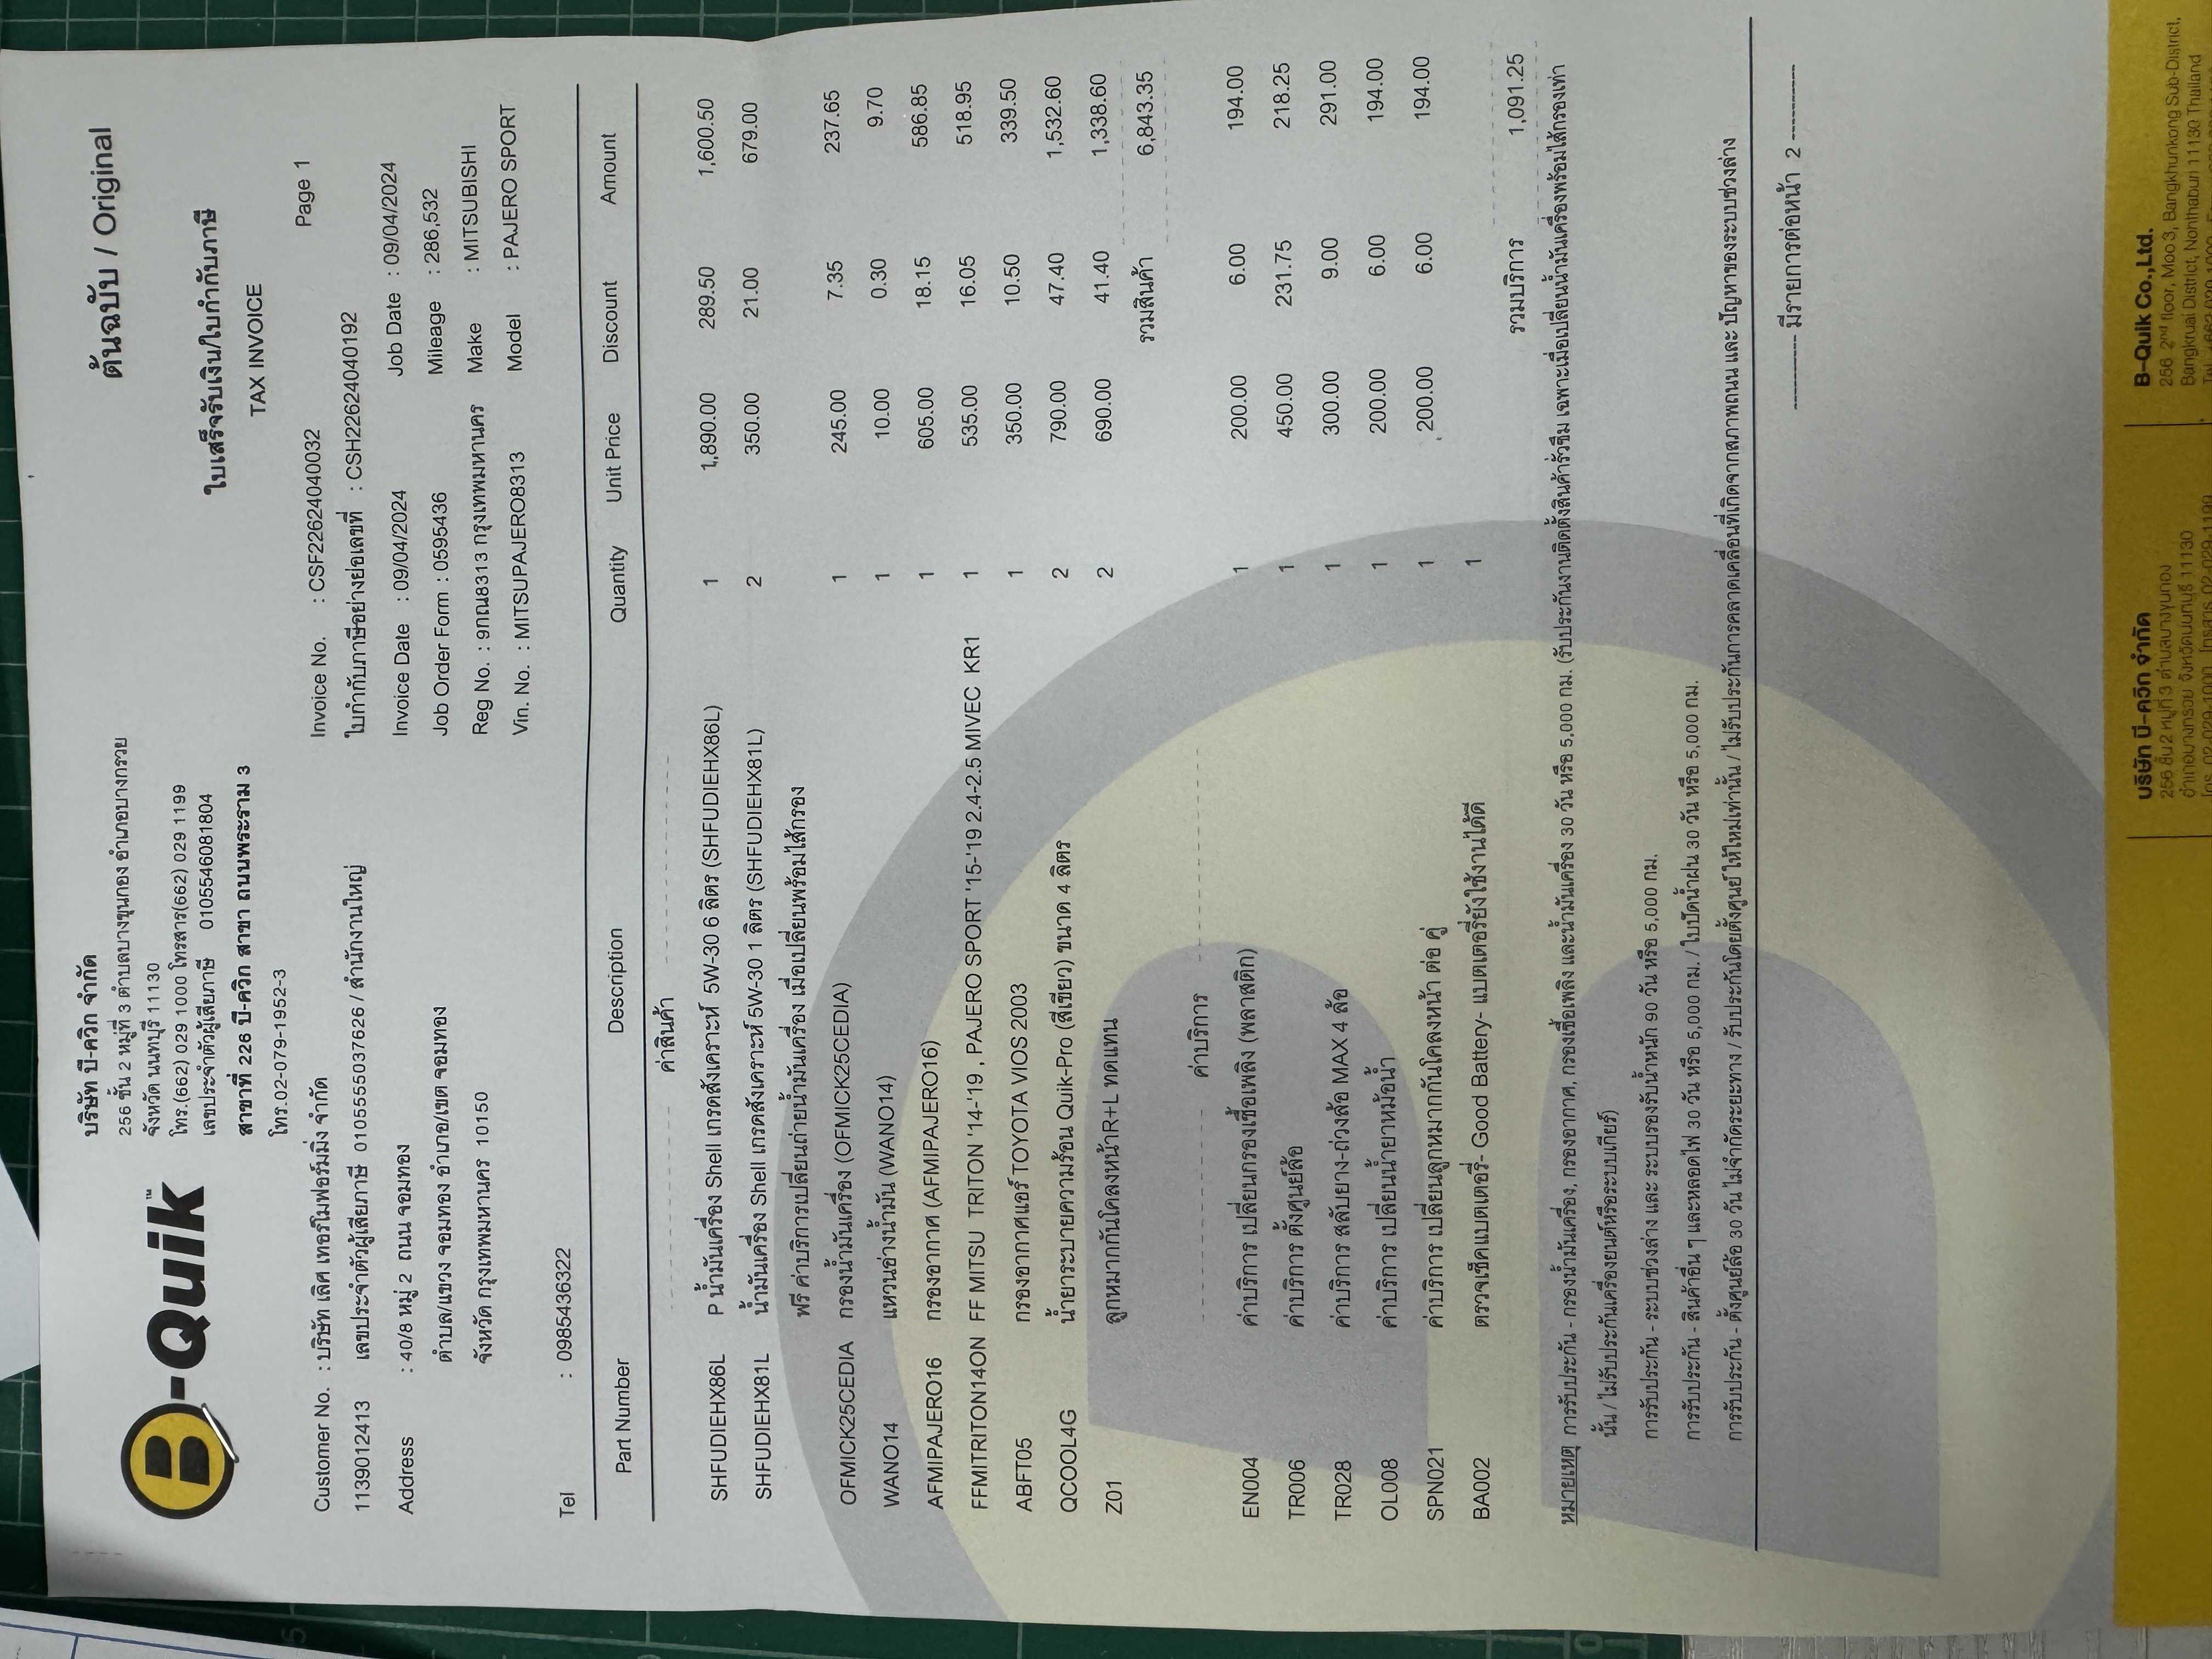 B-Quik™
บริษัท บี-ควิก จำกัด
256 ชั้น 2 หมู่ที่ 3 ตำบลบางขุนกอง อำเภอบางกรวย
จังหวัด นนทบุรี 11130
โทร.(662) 029 1000 โทรสาร(662) 029 1199
เลขประจำตัวผู้เสียภาษี 0105546081804
สาขาที่ 226 บี-ควิก สาขา ถนนพระราม 3
โทร.02-079-1952-3
ต้นฉบับ / Original
ใบเสร็จรับเงิน/ใบกำกับภาษี
TAX INVOICE
Page 1
Customer No. : บริษัท เลิศ เทอร์โมฟอร์มมิ่ง จำกัด
1139012413 เลขประจำตัวผู้เสียภาษี 0105555037626 / สำนักงานใหญ่
Address : 40/8 หมู่ 2 ถนน จอมทอง
ตำบล/แขวง จอมทอง อำเภอ/เขต จอมทอง
จังหวัด กรุงเทพมหานคร 10150
Tel : 0985436322
Invoice No. : CSF22624040032
ใบกำกับภาษีอย่างย่อเลขที่ : CSH22624040192
Invoice Date : 09/04/2024 Job Date : 09/04/2024
Job Order Form : 0595436 Mileage : 286,532
Reg No. : 9กณ8313 กรุงเทพมหานคร Make : MITSUBISHI
Vin. No. : MITSUPAJERO8313 Model : PAJERO SPORT
Part Number Description Quantity Unit Price Discount Amount
--------------- ค่าสินค้า ---------------
SHFUDIEHX86L P น้ำมันเครื่อง Shell เกรดสังเคราะห์ 5W-30 6 ลิตร (SHFUDIEHX86L) 1 1,890.00 289.50 1,600.50
SHFUDIEHX81L น้ำมันเครื่อง Shell เกรดสังเคราะห์ 5W-30 1 ลิตร (SHFUDIEHX81L) 2 350.00 21.00 679.00
ฟรี ค่าบริการเปลี่ยนถ่ายน้ำมันเครื่อง เมื่อเปลี่ยนพร้อมไส้กรอง
OFMICK25CEDIA กรองน้ำมันเครื่อง (OFMICK25CEDIA) 1 245.00 7.35 237.65
WANO14 แหวนอ่างน้ำมัน (WANO14) 1 10.00 0.30 9.70
AFMIPAJERO16 กรองอากาศ (AFMIPAJERO16) 1 605.00 18.15 586.85
FFMITRITON14ON FF MITSU TRITON '14-'19 , PAJERO SPORT '15-'19 2.4-2.5 MIVEC KR1 1 535.00 16.05 518.95
ABFT05 กรองอากาศแอร์ TOYOTA VIOS 2003 1 350.00 10.50 339.50
QCOOL4G น้ำยาระบายความร้อน Quik-Pro (สีเขียว) ขนาด 4 ลิตร 2 790.00 47.40 1,532.60
Z01 ลูกหมากกันโคลงหน้าR+L ทดแทน 2 690.00 41.40 1,338.60
รวมสินค้า 6,843.35
--------------- ค่าบริการ ---------------
EN004 ค่าบริการ เปลี่ยนกรองเชื้อเพลิง (พลาสติก) 1 200.00 6.00 194.00
TR006 ค่าบริการ ตั้งศูนย์ล้อ 1 450.00 231.75 218.25
TR028 ค่าบริการ สลับยาง-ถ่วงล้อ MAX 4 ล้อ 1 300.00 9.00 291.00
OL008 ค่าบริการ เปลี่ยนน้ำยาหม้อน้ำ 1 200.00 6.00 194.00
SPN021 ค่าบริการ เปลี่ยนลูกหมากกันโคลงหน้า ต่อ คู่ 1 200.00 6.00 194.00
BA002 ตรวจเช็คแบตเตอรี่- Good Battery- แบตเตอรี่ยังใช้งานได้ดี 1
รวมบริการ 1,091.25
หมายเหตุ การรับประกัน - กรองน้ำมันเครื่อง, กรองอากาศ, กรองเชื้อเพลิง และน้ำมันเครื่อง 30 วัน หรือ 5,000 กม. (รับประกันงานติดตั้งสินค้ารั่วซึม เฉพาะเมื่อเปลี่ยนน้ำมันเครื่องพร้อมไส้กรองเท่า
นั้น / ไม่รับประกันเครื่องยนต์หรือระบบเกียร์)
การรับประกัน - ระบบช่วงล่าง และ ระบบรองรับน้ำหนัก 90 วัน หรือ 5,000 กม.
การรับประกัน - สินค้าอื่น ๆ และหลอดไฟ 30 วัน หรือ 5,000 กม. / ใบปัดน้ำฝน 30 วัน หรือ 5,000 กม.
การรับประกัน - ตั้งศูนย์ล้อ 30 วัน ไม่จำกัดระยะทาง / รับประกันโดยตั้งศูนย์ ให้ใหม่เท่านั้น / ไม่รับประกันการคลาดเคลื่อนที่เกิดจากสภาพถนน และ ปัญหาของระบบช่วงล่าง
---------- มีรายการต่อหน้า 2 ----------
บริษัท บี-ควิก จำกัด
256 ชั้น 2 หมู่ที่ 3 ตำบลบางขุนกอง
อำเภอบางกรวย จังหวัดนนทบุรี 11130
โทร. 02-029-1000 โทรสาร 02-029-1199
B-Quik Co.,Ltd.
256 2nd floor, Moo 3, Bangkhunkong Sub-District,
Bangkruai District, Nonthaburi 11130 Thailand